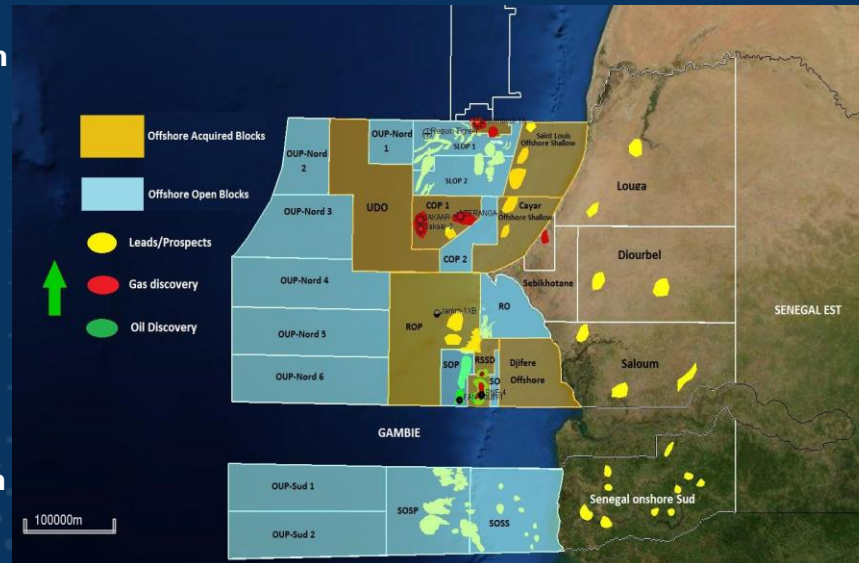 Offshore Acquired Blocks
Offshore Open Blocks
Leads/Prospects
Gas discovery
Oil Discovery
100000m
OUP-Nord
2
OUP-Nord
1
SLOP 1
SLOP 2
Saint Louis
Offshore Shallow
OUP-Nord 3
UDO
COP 1
Cayar
Offshore Shallow
COP 2
Louga
Diourbel
Sebikhotane
SENEGAL EST
OUP-Nord 4
OUP-Nord 5
OUP-Nord 6
ROP
Jamm-1XB
RO
SOP
RSSD
SO
Djifere
Offshore
Saloum
GAMBIE
OUP-Sud 1
OUP-Sud 2
SOSP
SOSS
Senegal onshore Sud